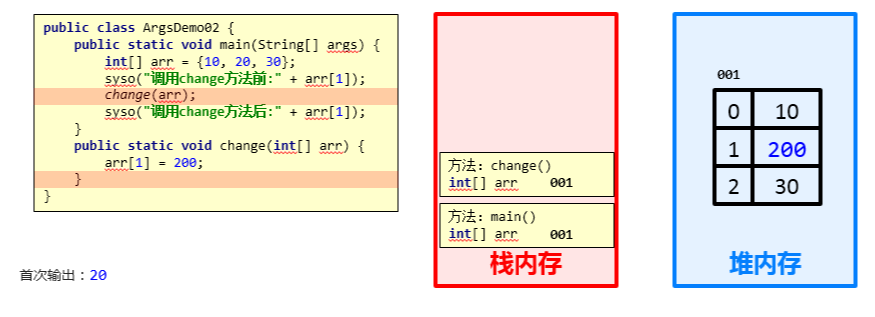 public class ArgsDemo02 {
public static void main(String[] args) {
int[] arr = {10, 20, 30};
syso("调用change方法前:" + arr[1]);
change(arr);
syso("调用change方法后:" + arr[1]);
}
public static void change(int[] arr) {
arr[1] = 200;
}
}
首次输出：20
方法：change()
int[] arr 001
方法：main()
int[] arr 001
栈内存
001
0 10
1 200
2 30
堆内存